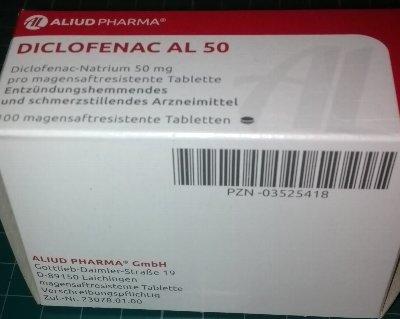 ALIUD PHARMA®
DICLOFENAC AL 50
Diclofenac-Natrium 50 mg
pro magensaftresistente Tablette
Entzündungshemmendes
und schmerzstillendes Arzneimittel
100 magensaftresistente Tabletten
PZN -03525418
ALIUD PHARMA® GmbH
Gottlieb-Daimler-Straße 19
D-89150 Laichingen
magensaftresistente Tablette
Verschreibungspflichtig
Zul.-Nr. 23078.01.00